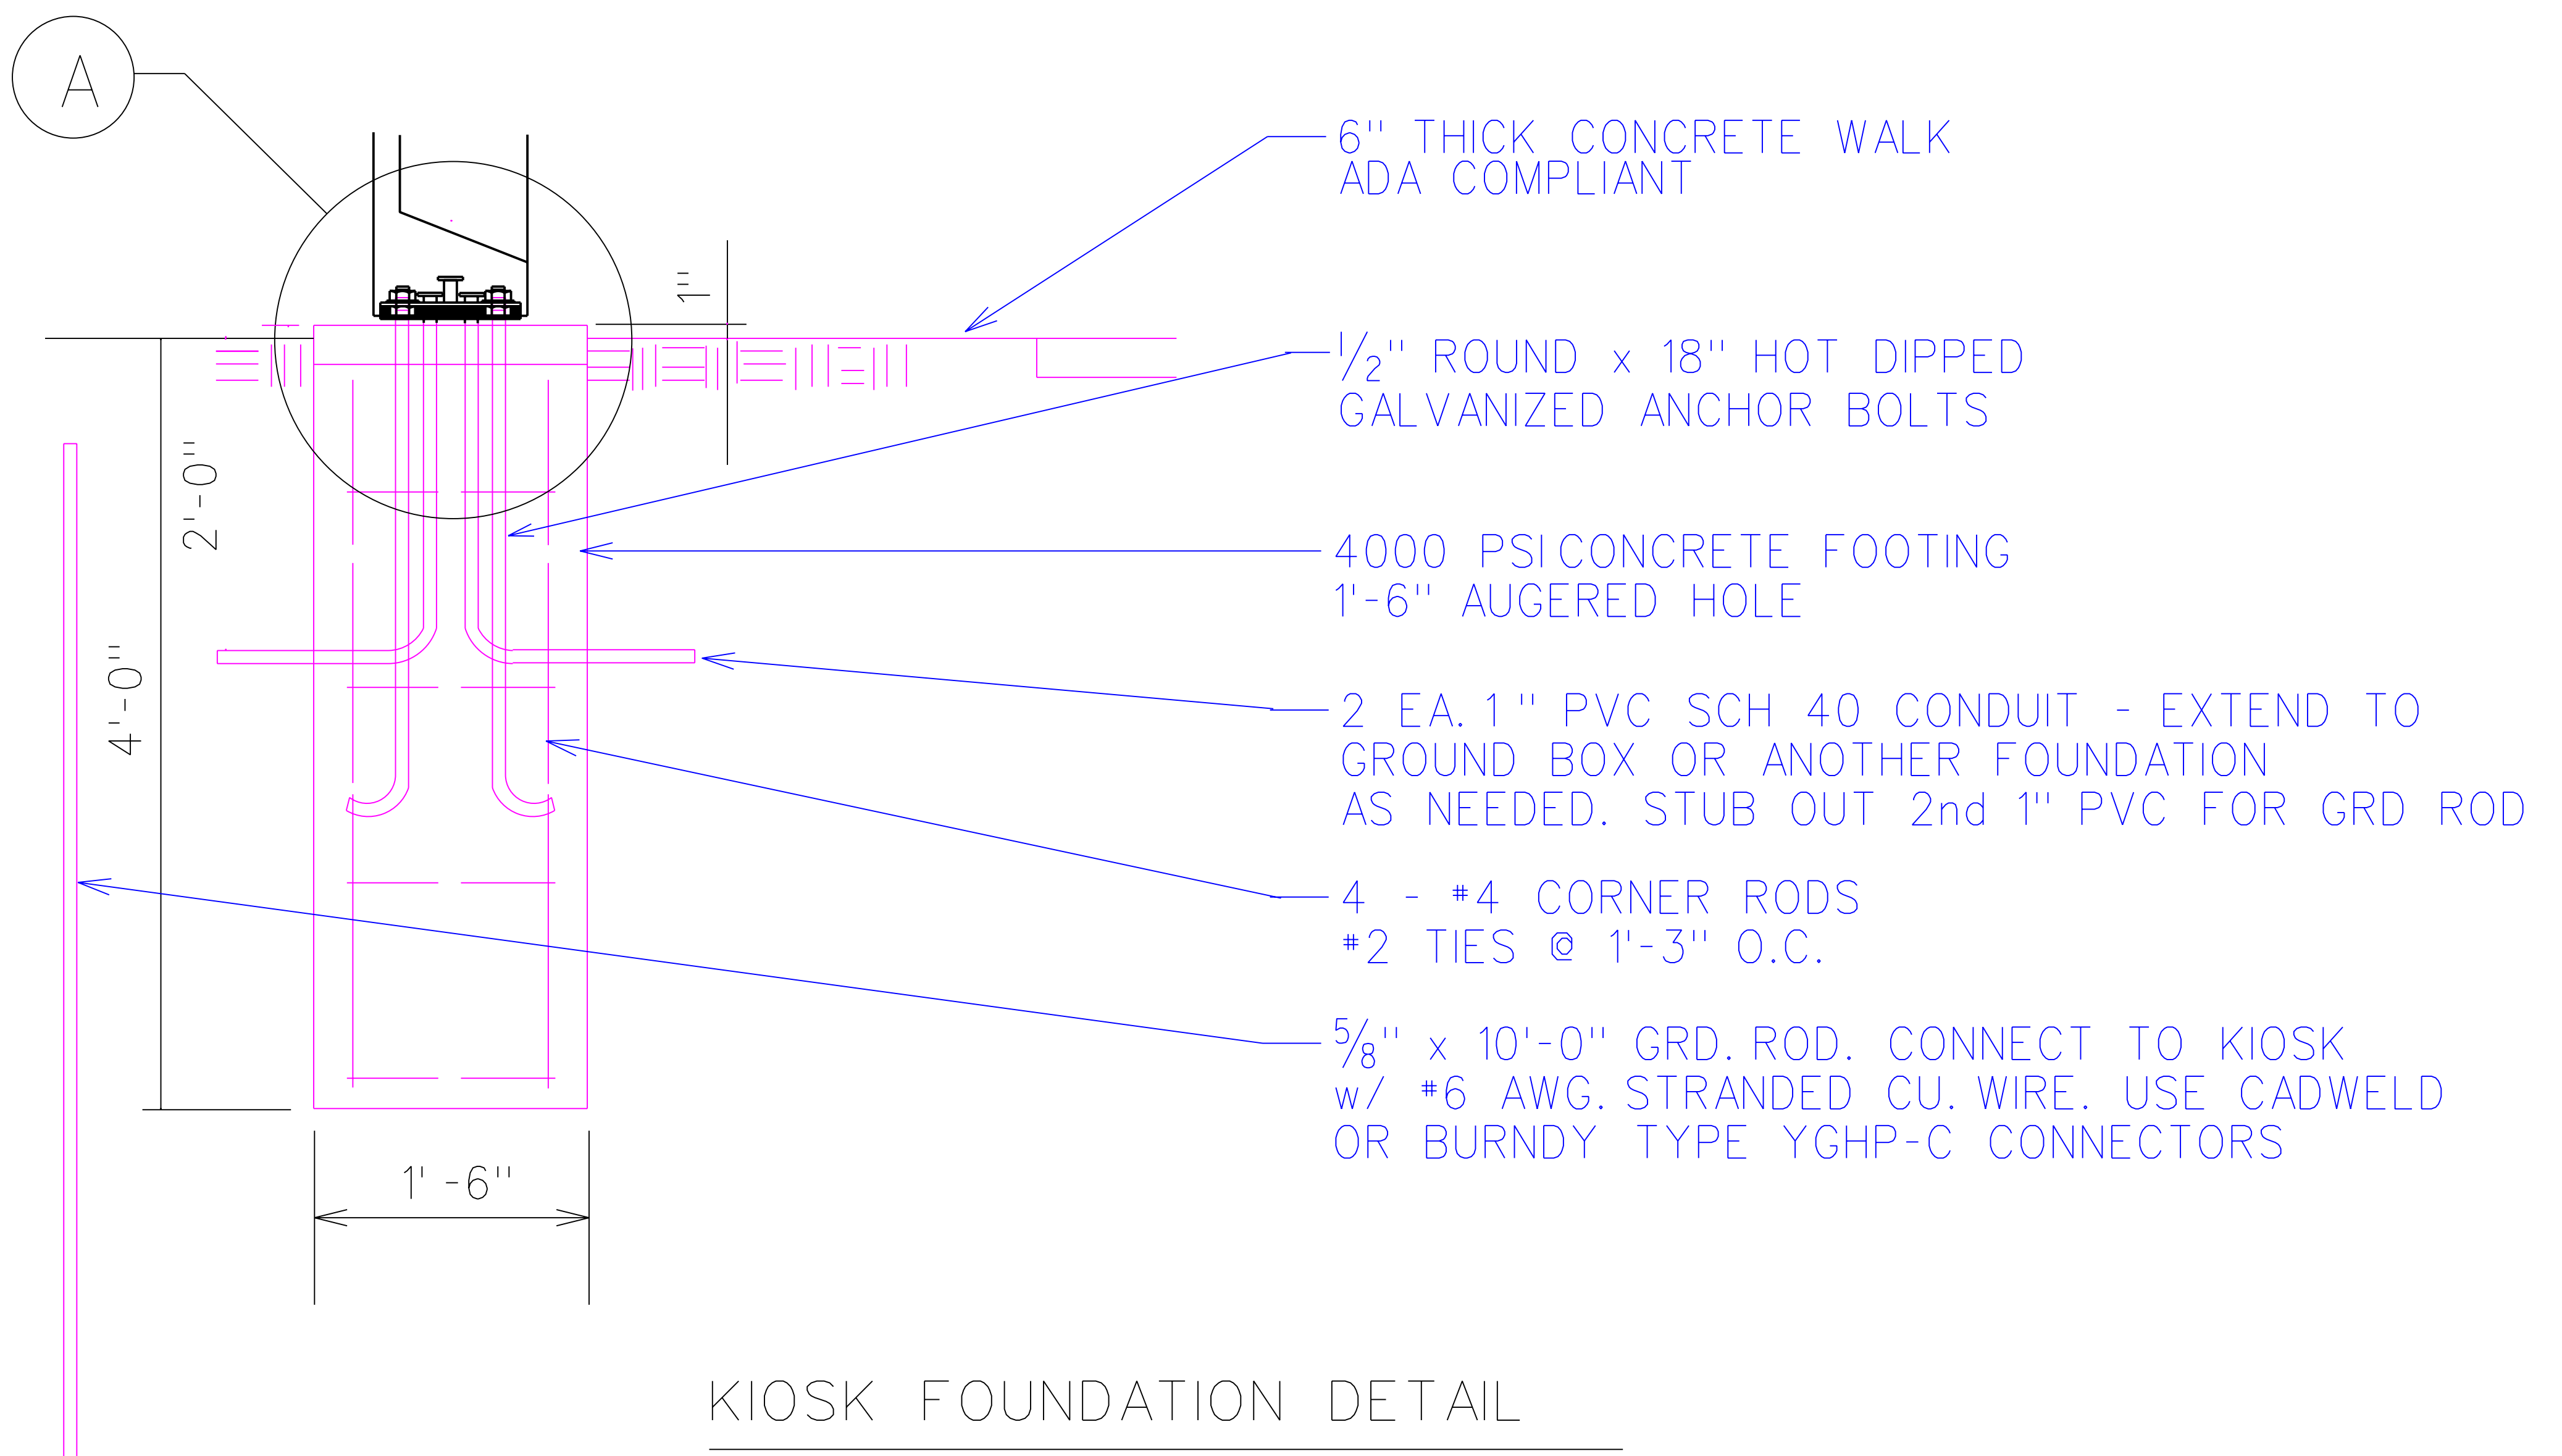 A
6" THICK CONCRETE WALK
ADA COMPLIANT
1"
1/2" ROUND x 18" HOT DIPPED
GALVANIZED ANCHOR BOLTS
2'-0"
4000 PSI CONCRETE FOOTING
1'-6" AUGERED HOLE
4'-0"
2 EA. 1" PVC SCH 40 CONDUIT - EXTEND TO
GROUND BOX OR ANOTHER FOUNDATION
AS NEEDED. STUB OUT 2nd 1" PVC FOR GRD ROD
4 - #4 CORNER RODS
#2 TIES @ 1'-3" O.C.
5/8" x 10'-0" GRD. ROD. CONNECT TO KIOSK
w/ #6 AWG. STRANDED CU. WIRE. USE CADWELD
OR BURNDY TYPE YGHP-C CONNECTORS
1'-6"
KIOSK FOUNDATION DETAIL